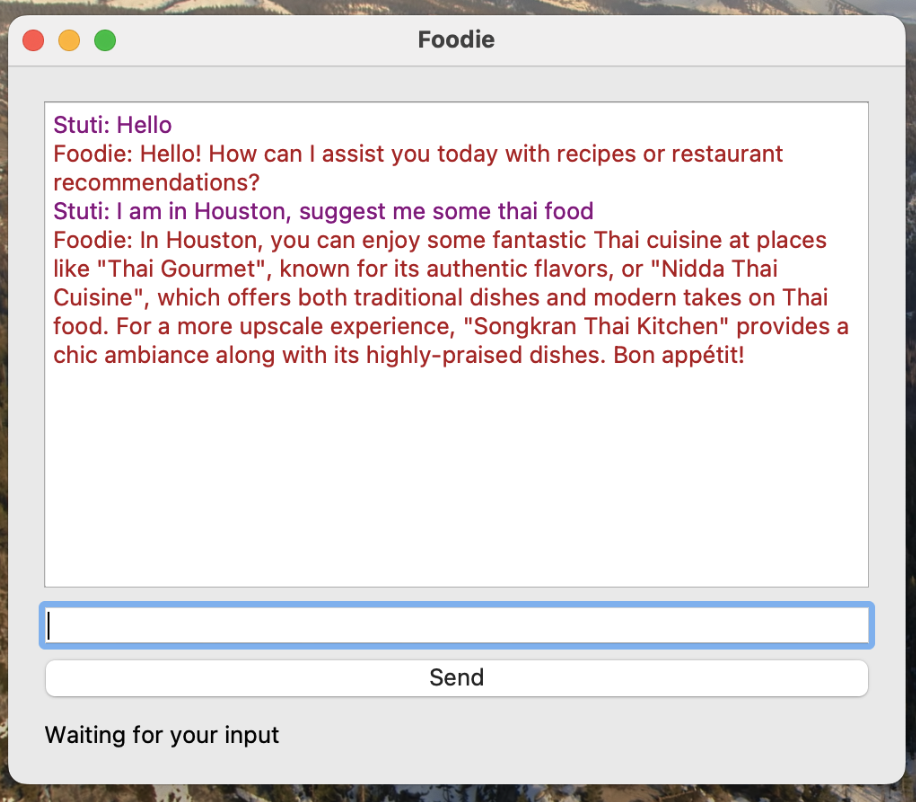 Foodie
Stuti: Hello
Foodie: Hello! How can I assist you today with recipes or restaurant
recommendations?
Stuti: I am in Houston, suggest me some thai food
Foodie: In Houston, you can enjoy some fantastic Thai cuisine at places
like "Thai Gourmet", known for its authentic flavors, or "Nidda Thai
Cuisine", which offers both traditional dishes and modern takes on Thai
food. For a more upscale experience, "Songkran Thai Kitchen" provides a
chic ambiance along with its highly-praised dishes. Bon appétit!
Send
Waiting for your input